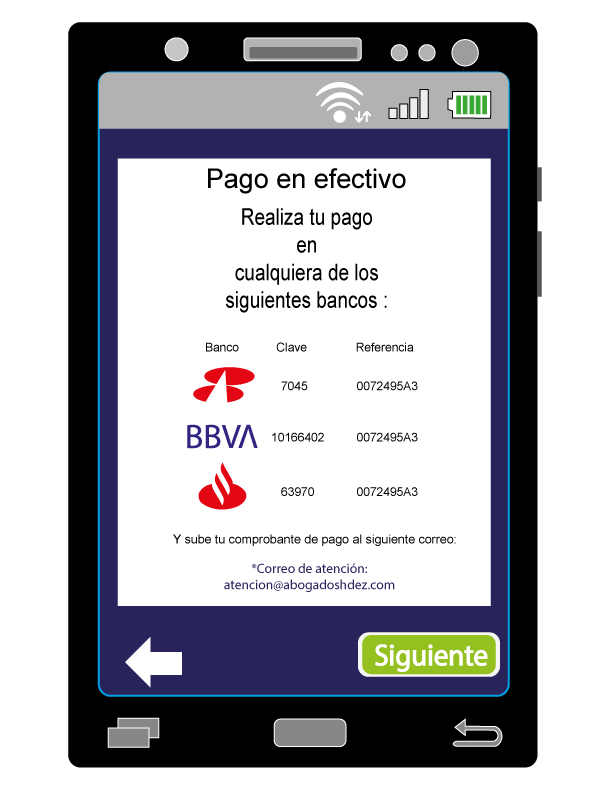 Pago en efectivo
Realiza tu pago
en
cualquiera de los
siguientes bancos :
Banco Clave Referencia
7045 0072495A3
BBVA 10166402 0072495A3
63970 0072495A3
Y sube tu comprobante de pago al siguiente correo:
*Correo de atención:
atencion@abogadoshdez.com
Siguiente